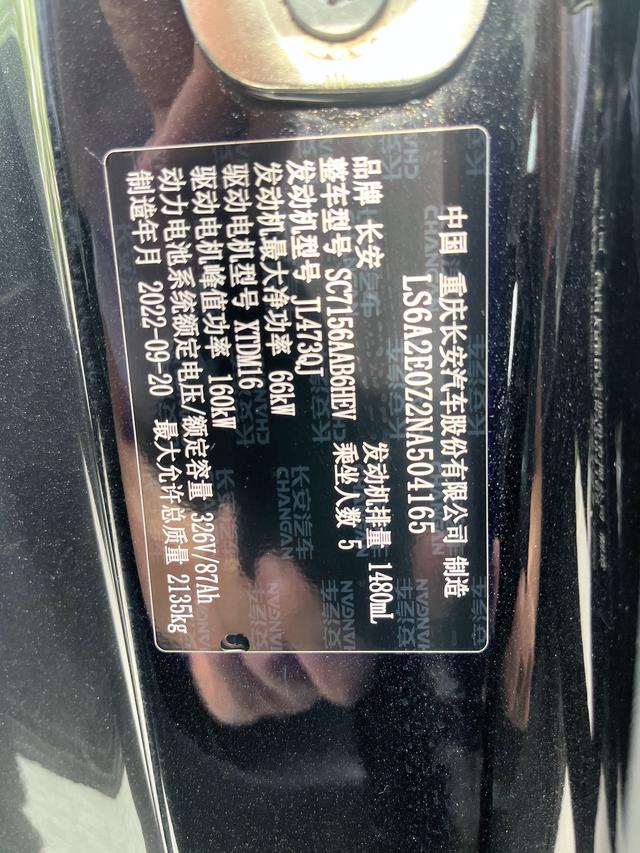 中国 重庆长安汽车股份有限公司 制造
LS6A2E0Z2NA504165
品牌 长安 发动机排量 1480mL
整车型号 SC7156AAB6HEV 乘坐人数 5
发动机型号 JL473QJ
发动机最大净功率 66kW
驱动电机型号 XTDM16
驱动电机峰值功率 160kW
动力电池系统额定电压/额定容量 326V/87Ah
制造年月 2022-09-20 最大允许总质量 2135kg
长安汽车
CHANGAN